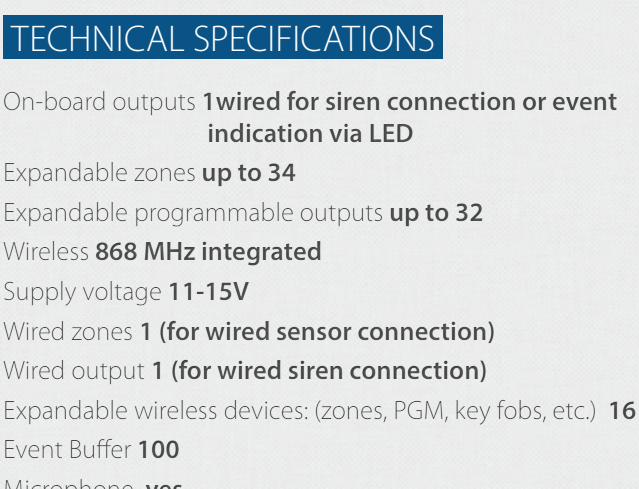 TECHNICAL SPECIFICATIONS
On-board outputs 1wired for siren connection or event
indication via LED
Expandable zones up to 34
Expandable programmable outputs up to 32
Wireless 868 MHz integrated
Supply voltage 11-15V
Wired zones 1 (for wired sensor connection)
Wired output 1 (for wired siren connection)
Expandable wireless devices: (zones, PGM, key fobs, etc.) 16
Event Buffer 100
Microphone yes